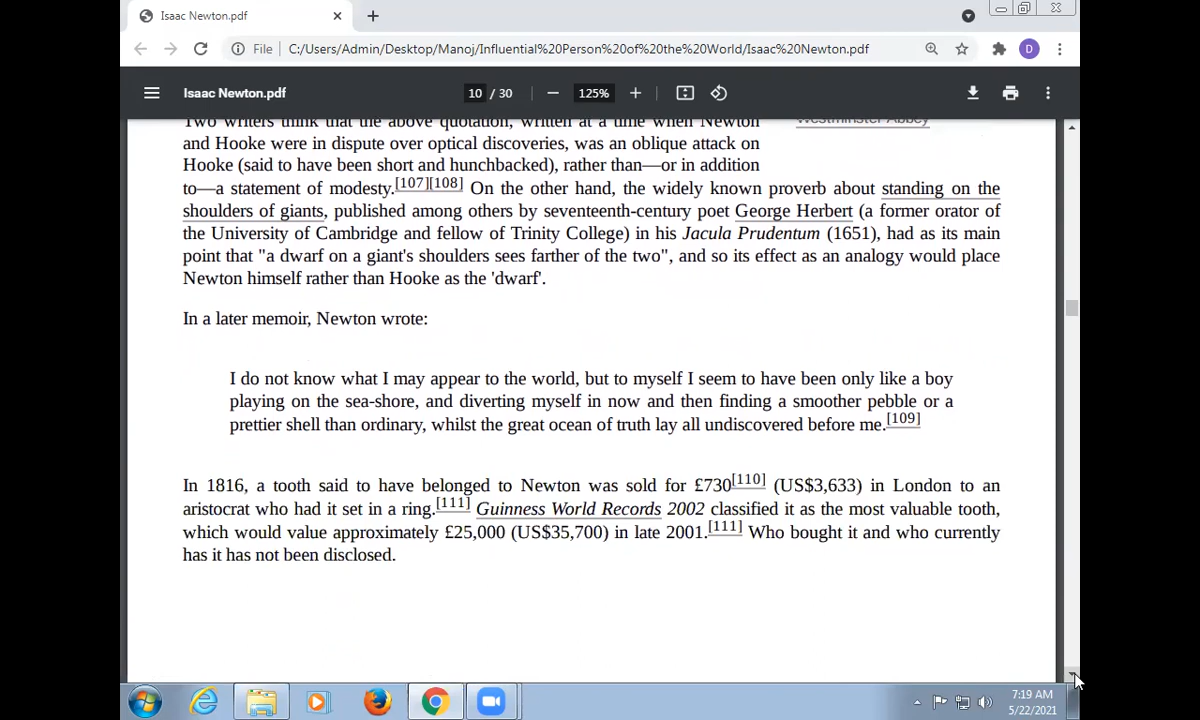 Isaac Newton.pdf
File C:/Users/Admin/Desktop/Manoj/Influential%20Person%20of%20the%20World/Isaac%20Newton.pdf
D
Isaac Newton.pdf
10 / 30
125%
Two writers think that the above quotation, written at a time when Newton
Westminster Abbey
and Hooke were in dispute over optical discoveries, was an oblique attack on
Hooke (said to have been short and hunchbacked), rather than—or in addition
to—a statement of modesty.[107][108] On the other hand, the widely known proverb about standing on the
shoulders of giants, published among others by seventeenth-century poet George Herbert (a former orator of
the University of Cambridge and fellow of Trinity College) in his Jacula Prudentum (1651), had as its main
point that "a dwarf on a giant's shoulders sees farther of the two", and so its effect as an analogy would place
Newton himself rather than Hooke as the 'dwarf'.
In a later memoir, Newton wrote:
I do not know what I may appear to the world, but to myself I seem to have been only like a boy
playing on the sea-shore, and diverting myself in now and then finding a smoother pebble or a
prettier shell than ordinary, whilst the great ocean of truth lay all undiscovered before me.[109]
In 1816, a tooth said to have belonged to Newton was sold for £730[110] (US$3,633) in London to an
aristocrat who had it set in a ring.[111] Guinness World Records 2002 classified it as the most valuable tooth,
which would value approximately £25,000 (US$35,700) in late 2001.[111] Who bought it and who currently
has it has not been disclosed.
7:19 AM
5/22/2021